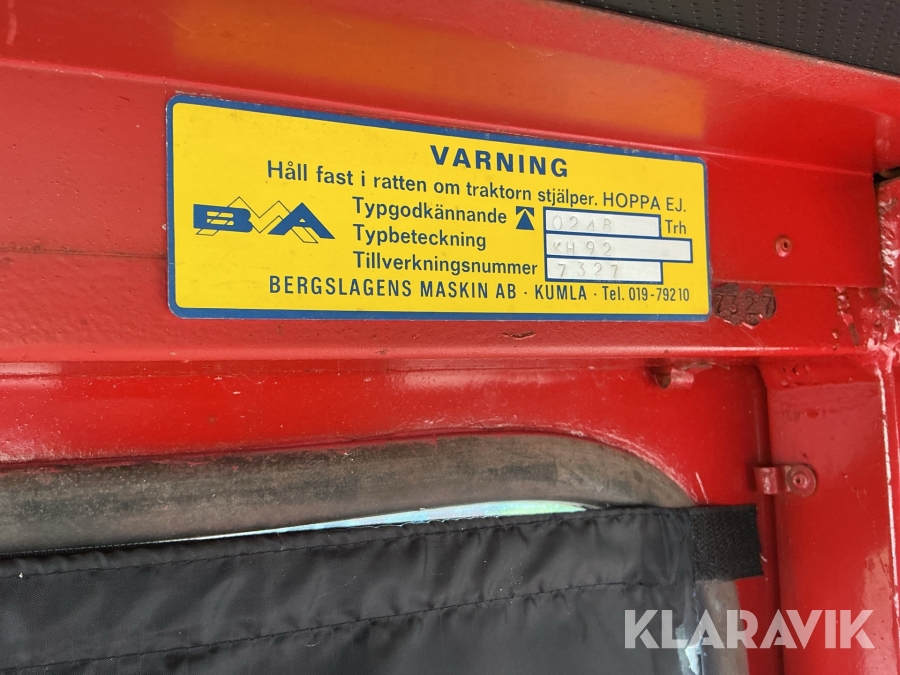 VARNING
Håll fast i ratten om traktorn stjälper. HOPPA EJ.
BMA
Typgodkännande 0248 Trh
Typbeteckning KH92
Tillverkningsnummer 7327
BERGSLAGENS MASKIN AB · KUMLA · Tel. 019-79210
7327
KLARAVIK